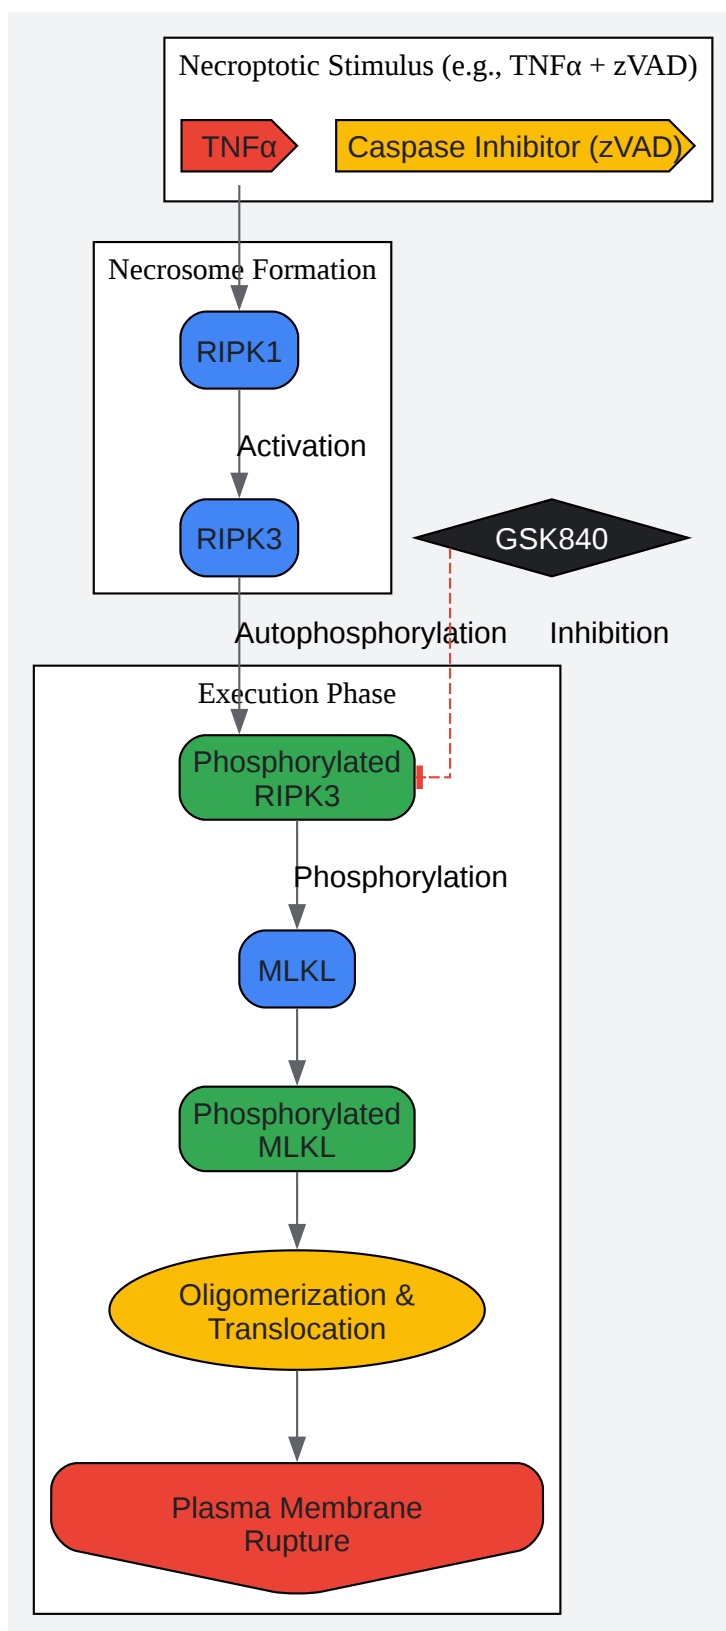 Necroptotic Stimulus (e.g., TNFα + zVAD)
TNFα
Caspase Inhibitor (zVAD)
Necrosome Formation
RIPK1
Activation
RIPK3
GSK840
Autophosphorylation
Inhibition
Execution Phase
Phosphorylated
RIPK3
Phosphorylation
MLKL
Phosphorylated
MLKL
Oligomerization &
Translocation
Plasma Membrane
Rupture